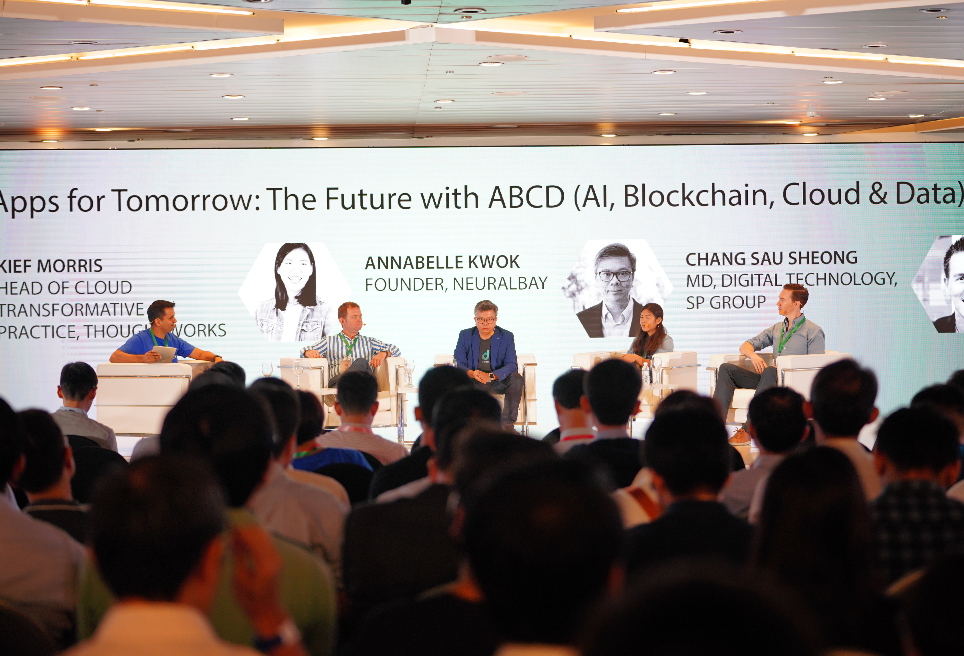 Apps for Tomorrow: The Future with ABCD (AI, Blockchain, Cloud & Data)
KIEF MORRIS
HEAD OF CLOUD
TRANSFORMATIVE
PRACTICE, THOUGHTWORKS
ANNABELLE KWOK
FOUNDER, NEURALBAY
CHANG SAU SHEONG
MD, DIGITAL TECHNOLOGY,
SP GROUP